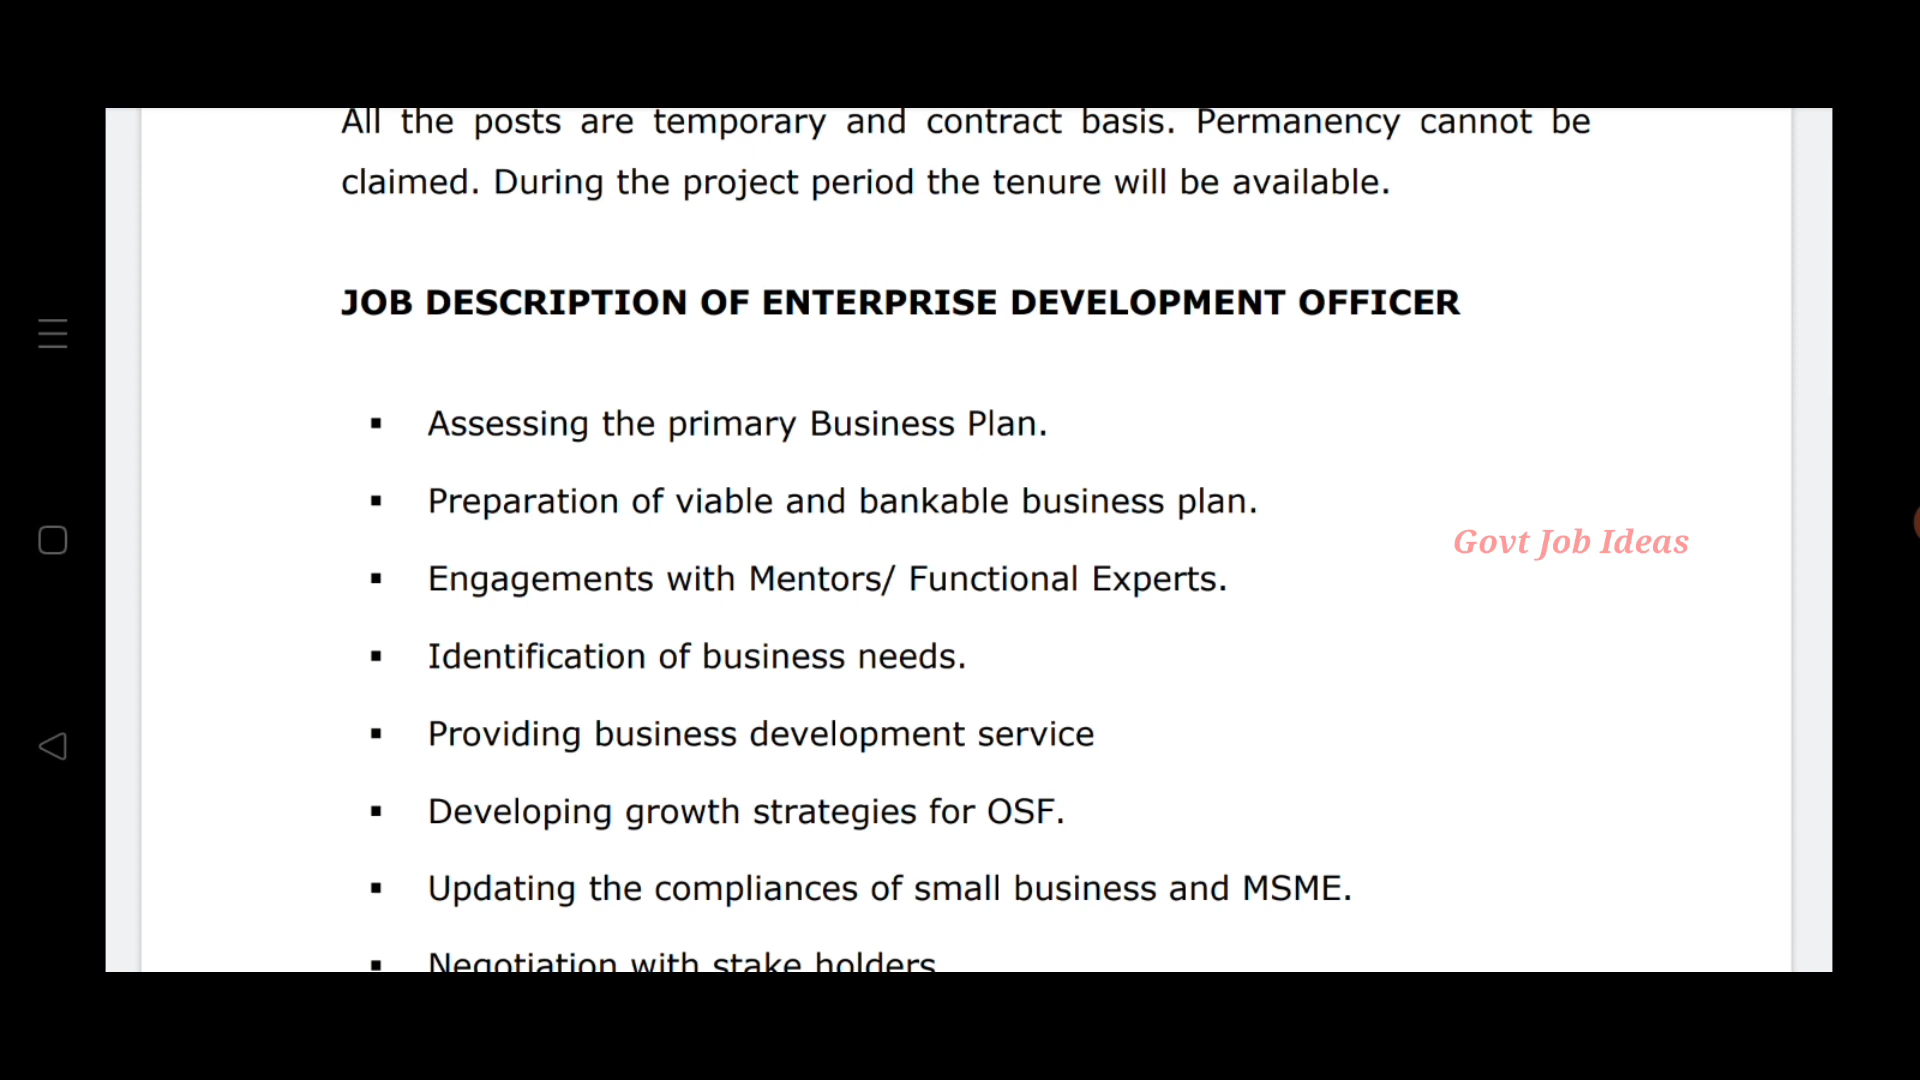 All the posts are temporary and contract basis. Permanency cannot be
claimed. During the project period the tenure will be available.
JOB DESCRIPTION OF ENTERPRISE DEVELOPMENT OFFICER
▪ Assessing the primary Business Plan.
▪ Preparation of viable and bankable business plan.
Govt Job Ideas
▪ Engagements with Mentors/ Functional Experts.
▪ Identification of business needs.
▪ Providing business development service
▪ Developing growth strategies for OSF.
▪ Updating the compliances of small business and MSME.
▪ Negotiation with stake holders